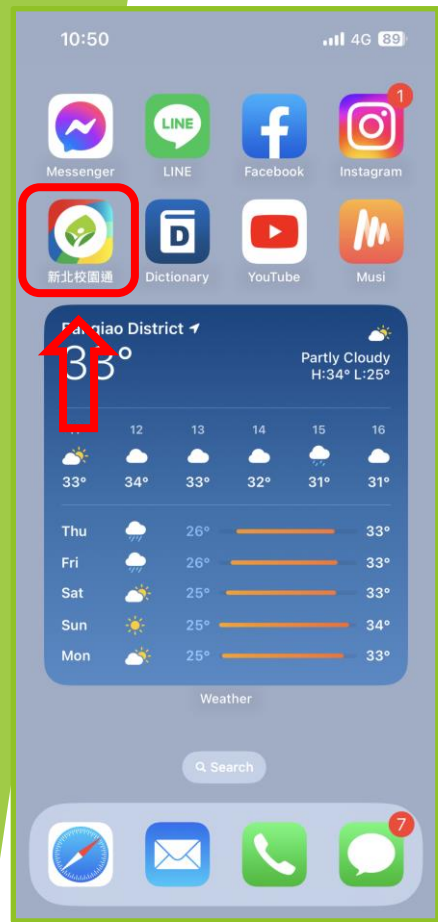 10:50 4G 89
1
Messenger LINE Facebook Instagram
新北校園通 Dictionary YouTube Musi
District
33°
Partly Cloudy
H:34° L:25°
12 13 14 15 16
33° 34° 33° 32° 31° 31°
Thu 26° 33°
Fri 26° 33°
Sat 25° 33°
Sun 25° 34°
Mon 25° 33°
Weather
Search
7